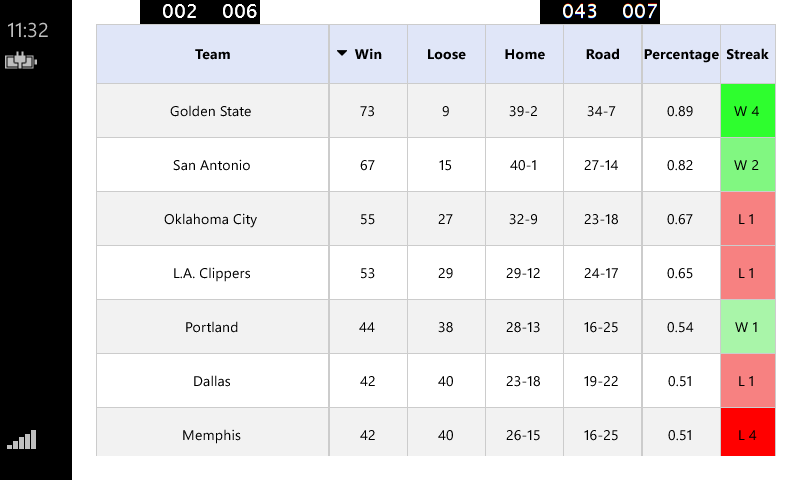 002 006 043 007
11:32
Team Win Loose Home Road Percentage Streak
Golden State 73 9 39-2 34-7 0.89 W 4
San Antonio 67 15 40-1 27-14 0.82 W 2
Oklahoma City 55 27 32-9 23-18 0.67 L 1
L.A. Clippers 53 29 29-12 24-17 0.65 L 1
Portland 44 38 28-13 16-25 0.54 W 1
Dallas 42 40 23-18 19-22 0.51 L 1
Memphis 42 40 26-15 16-25 0.51 L 4